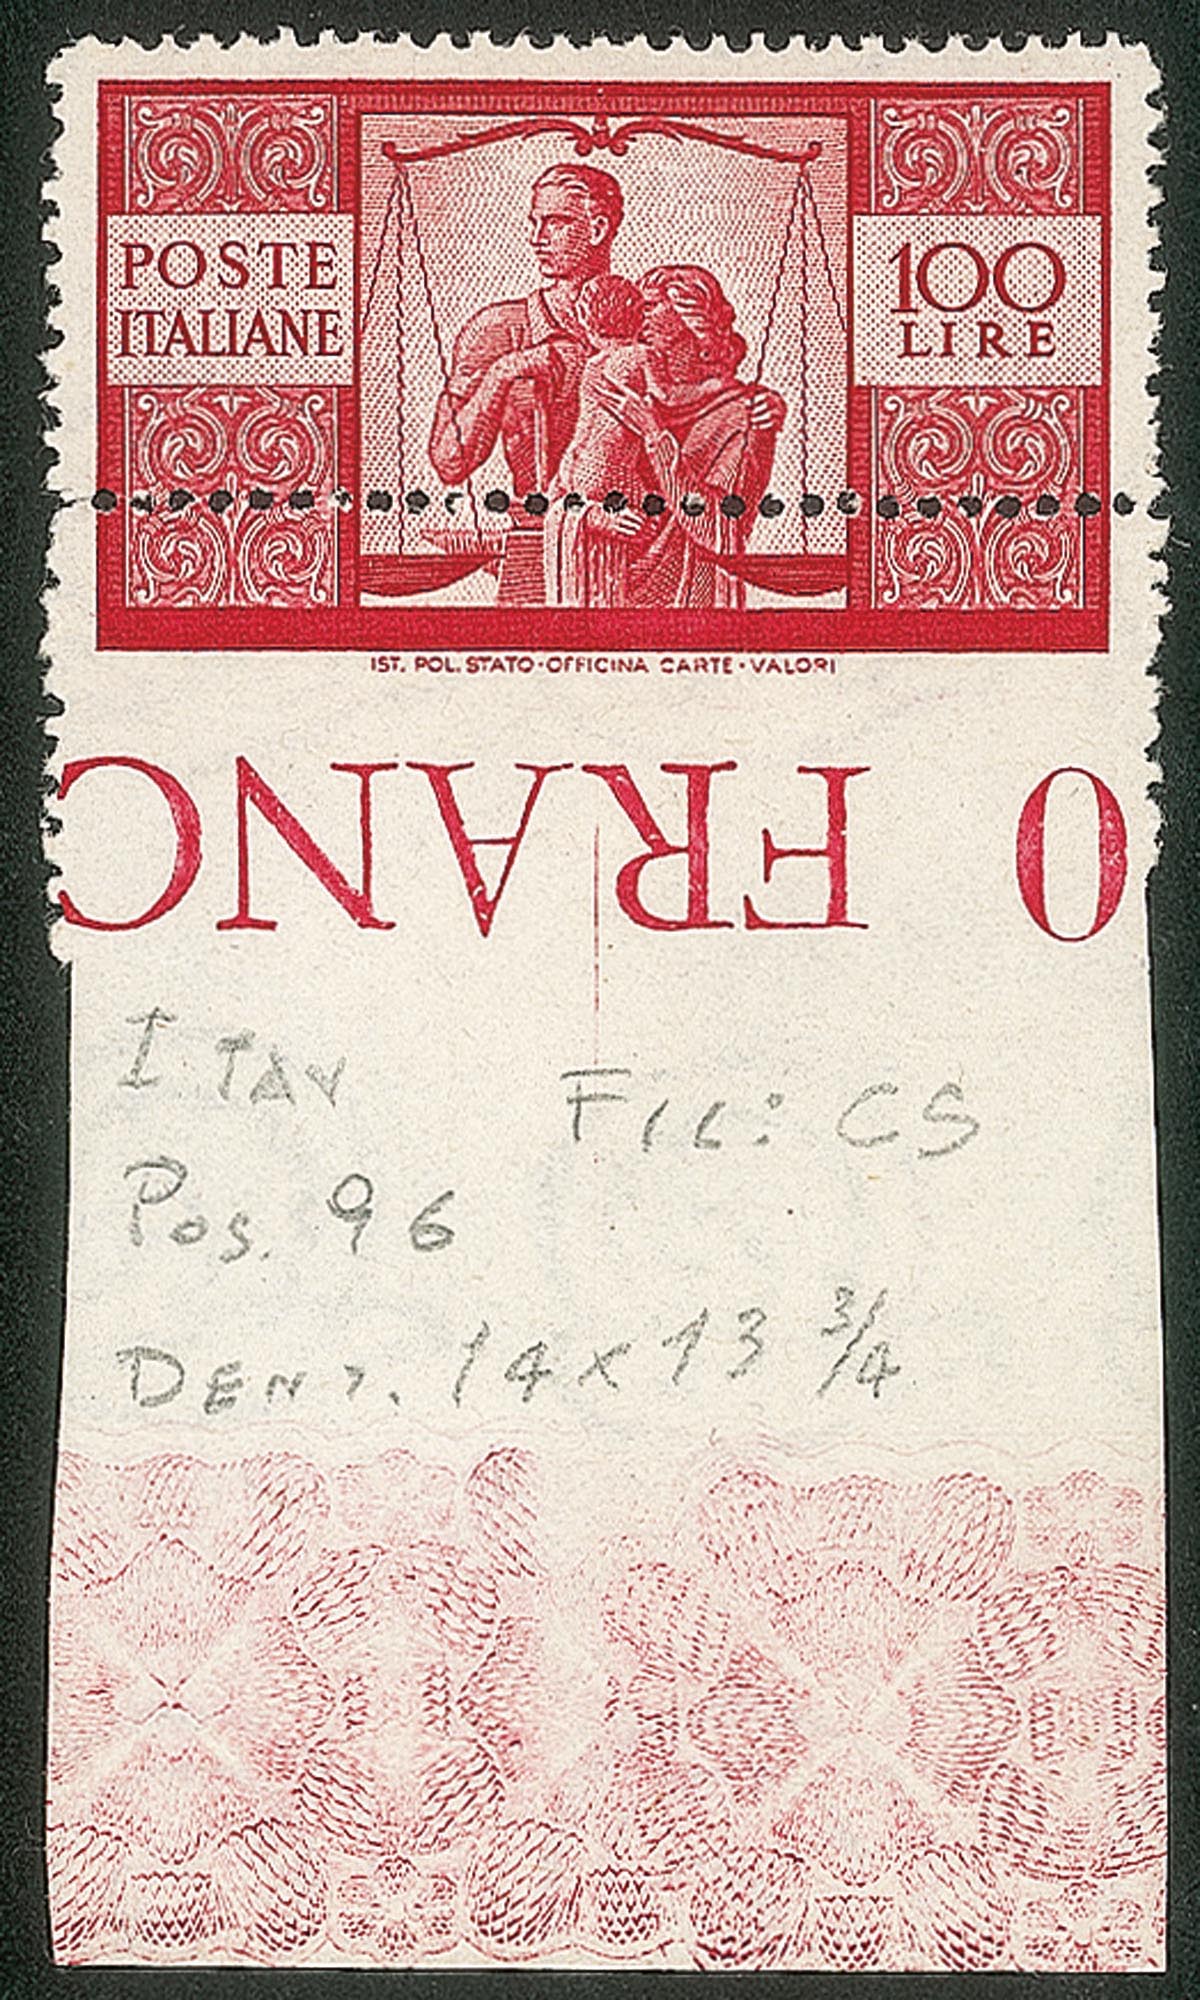 POSTE
ITALIANE
100
LIRE
IST. POL. STATO·OFFICINA CARTE·VALORI
0 FRANC
I TAV
FIL: CS
Pos. 96
DENT. 14 x 13 3/4